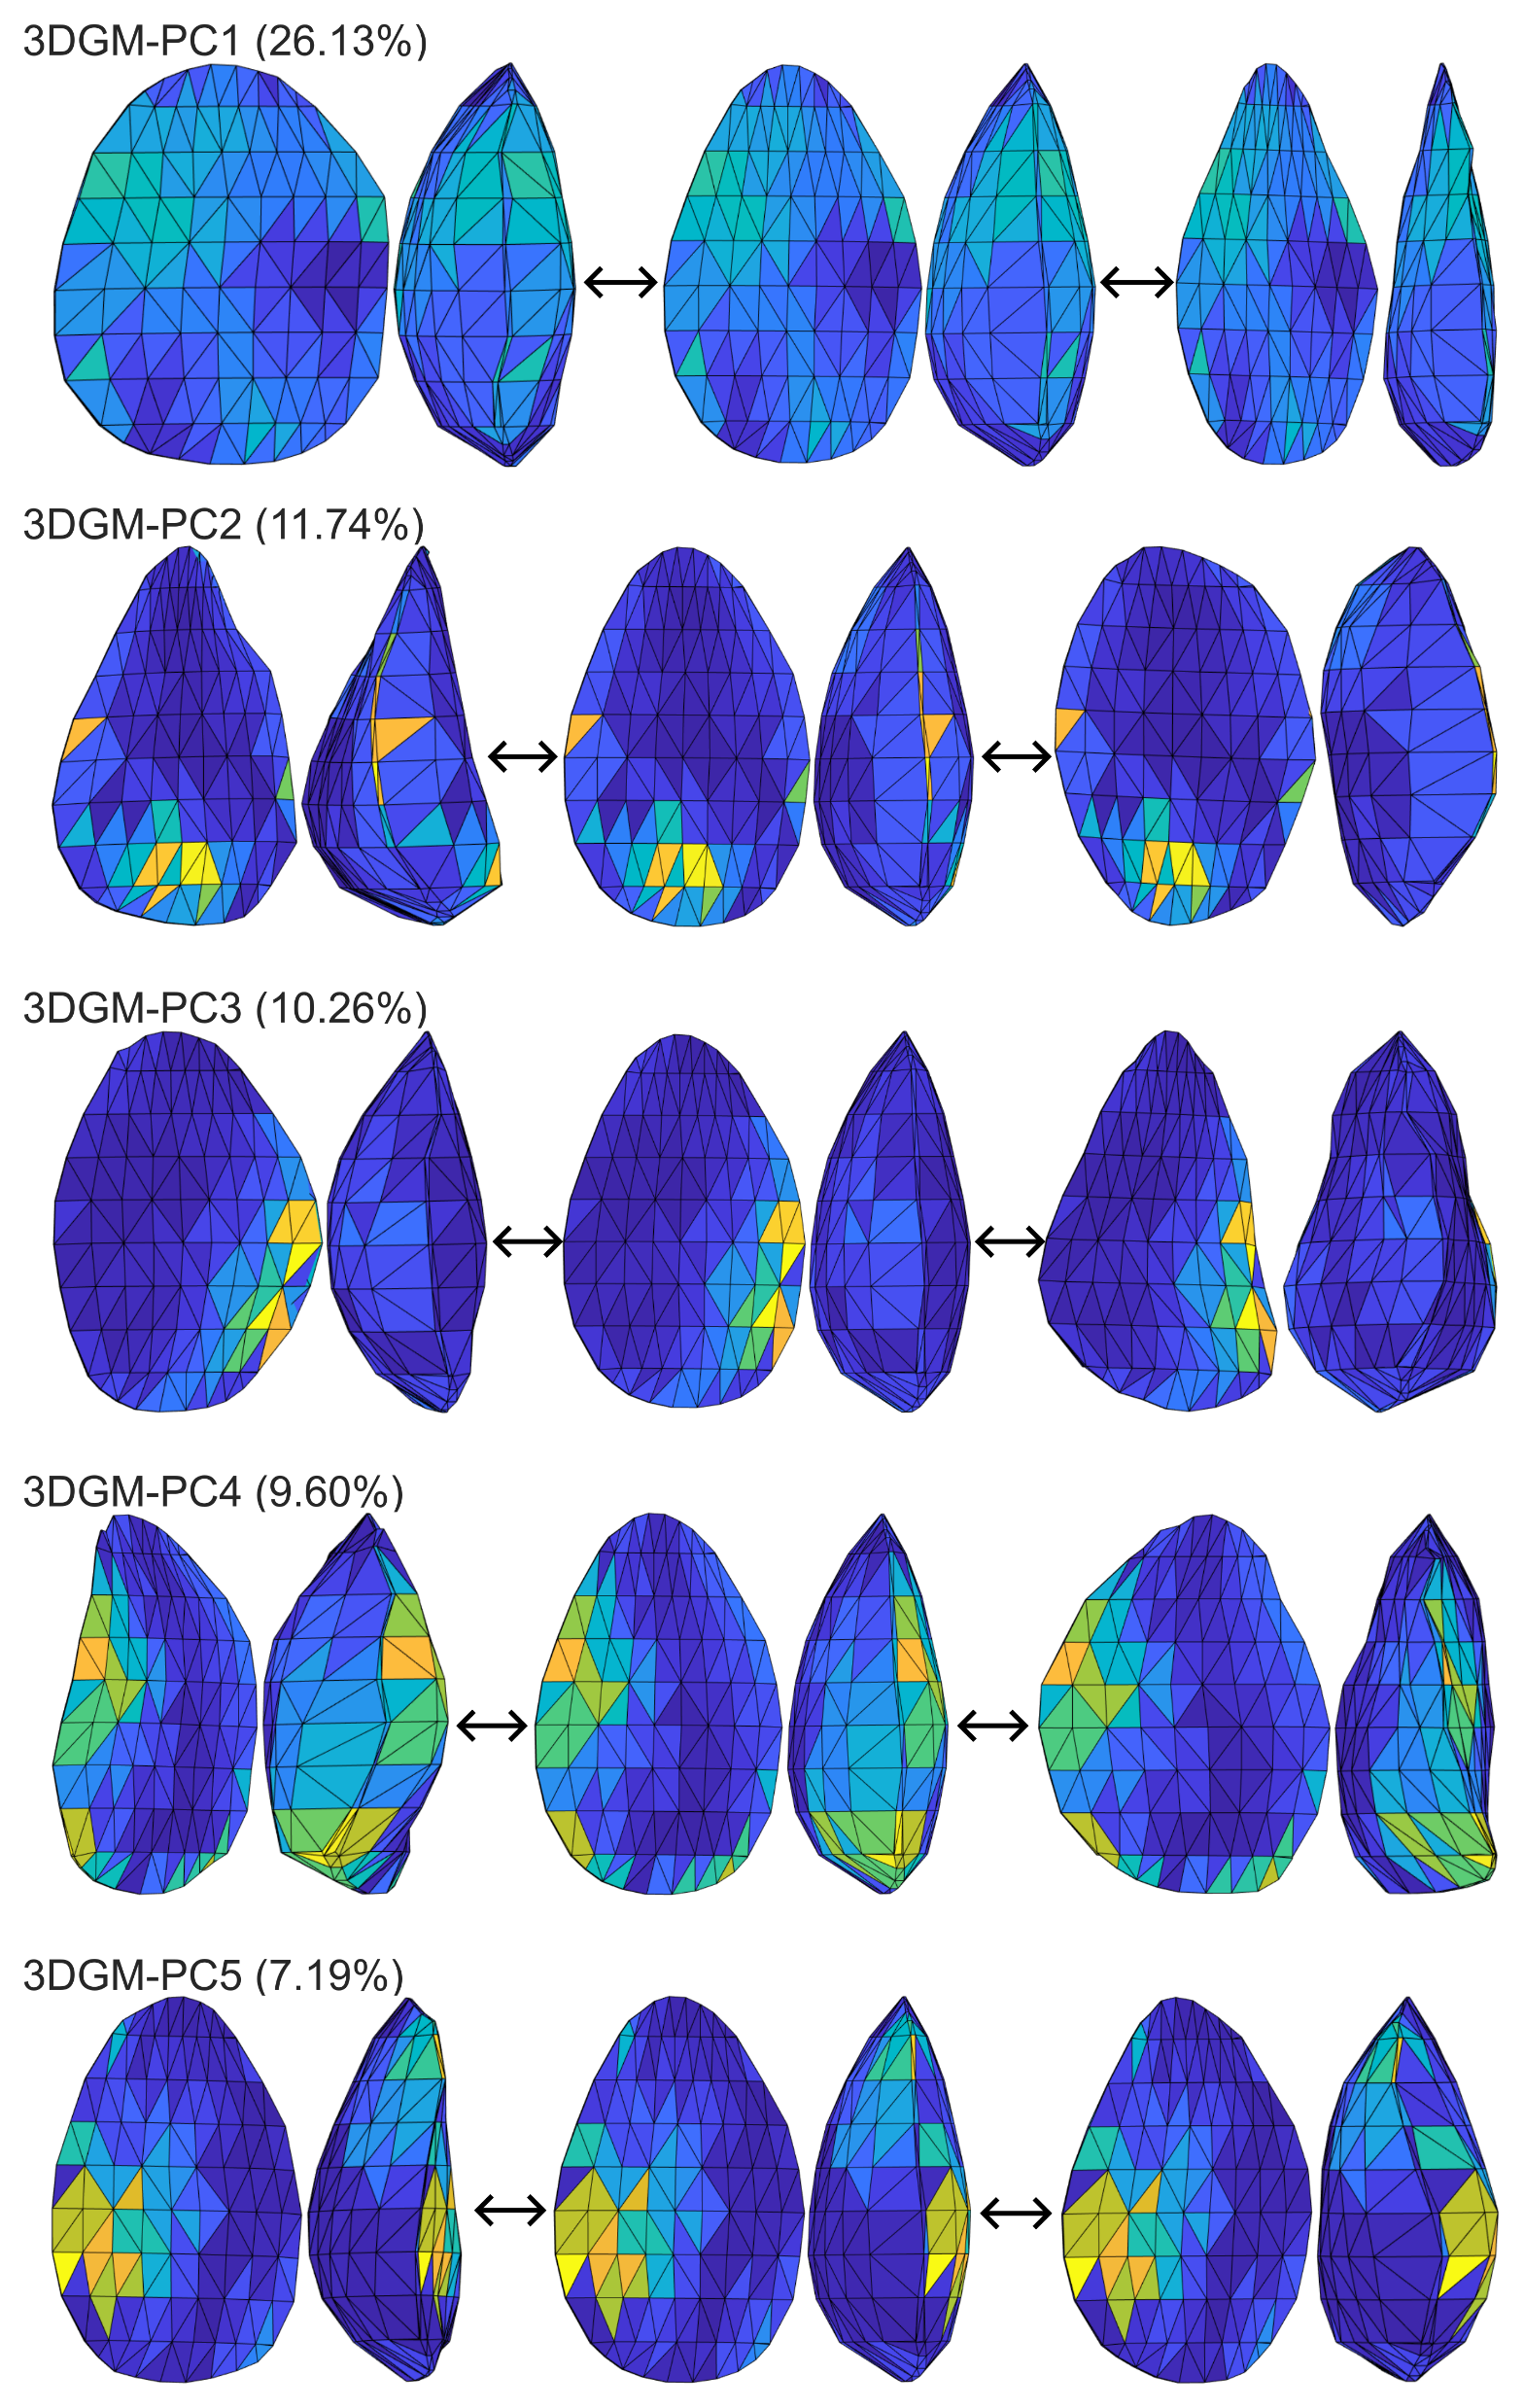 3DGM-PC1 (26.13%)
3DGM-PC2 (11.74%)
3DGM-PC3 (10.26%)
3DGM-PC4 (9.60%)
3DGM-PC5 (7.19%)